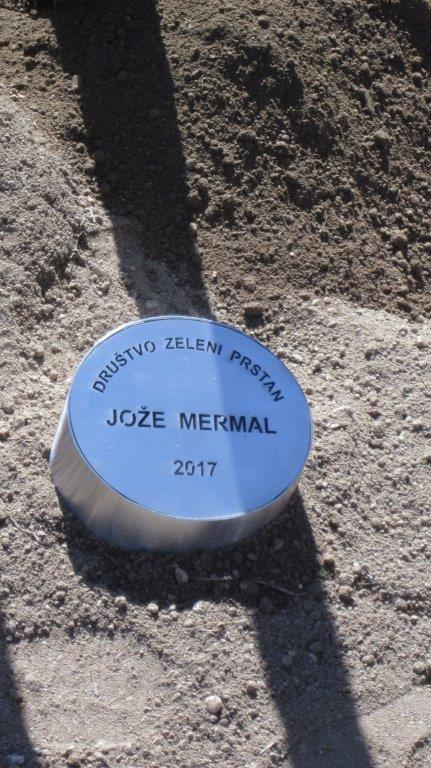 DRUŠTVO ZELENI PRSTAN
JOŽE MERMAL
2017